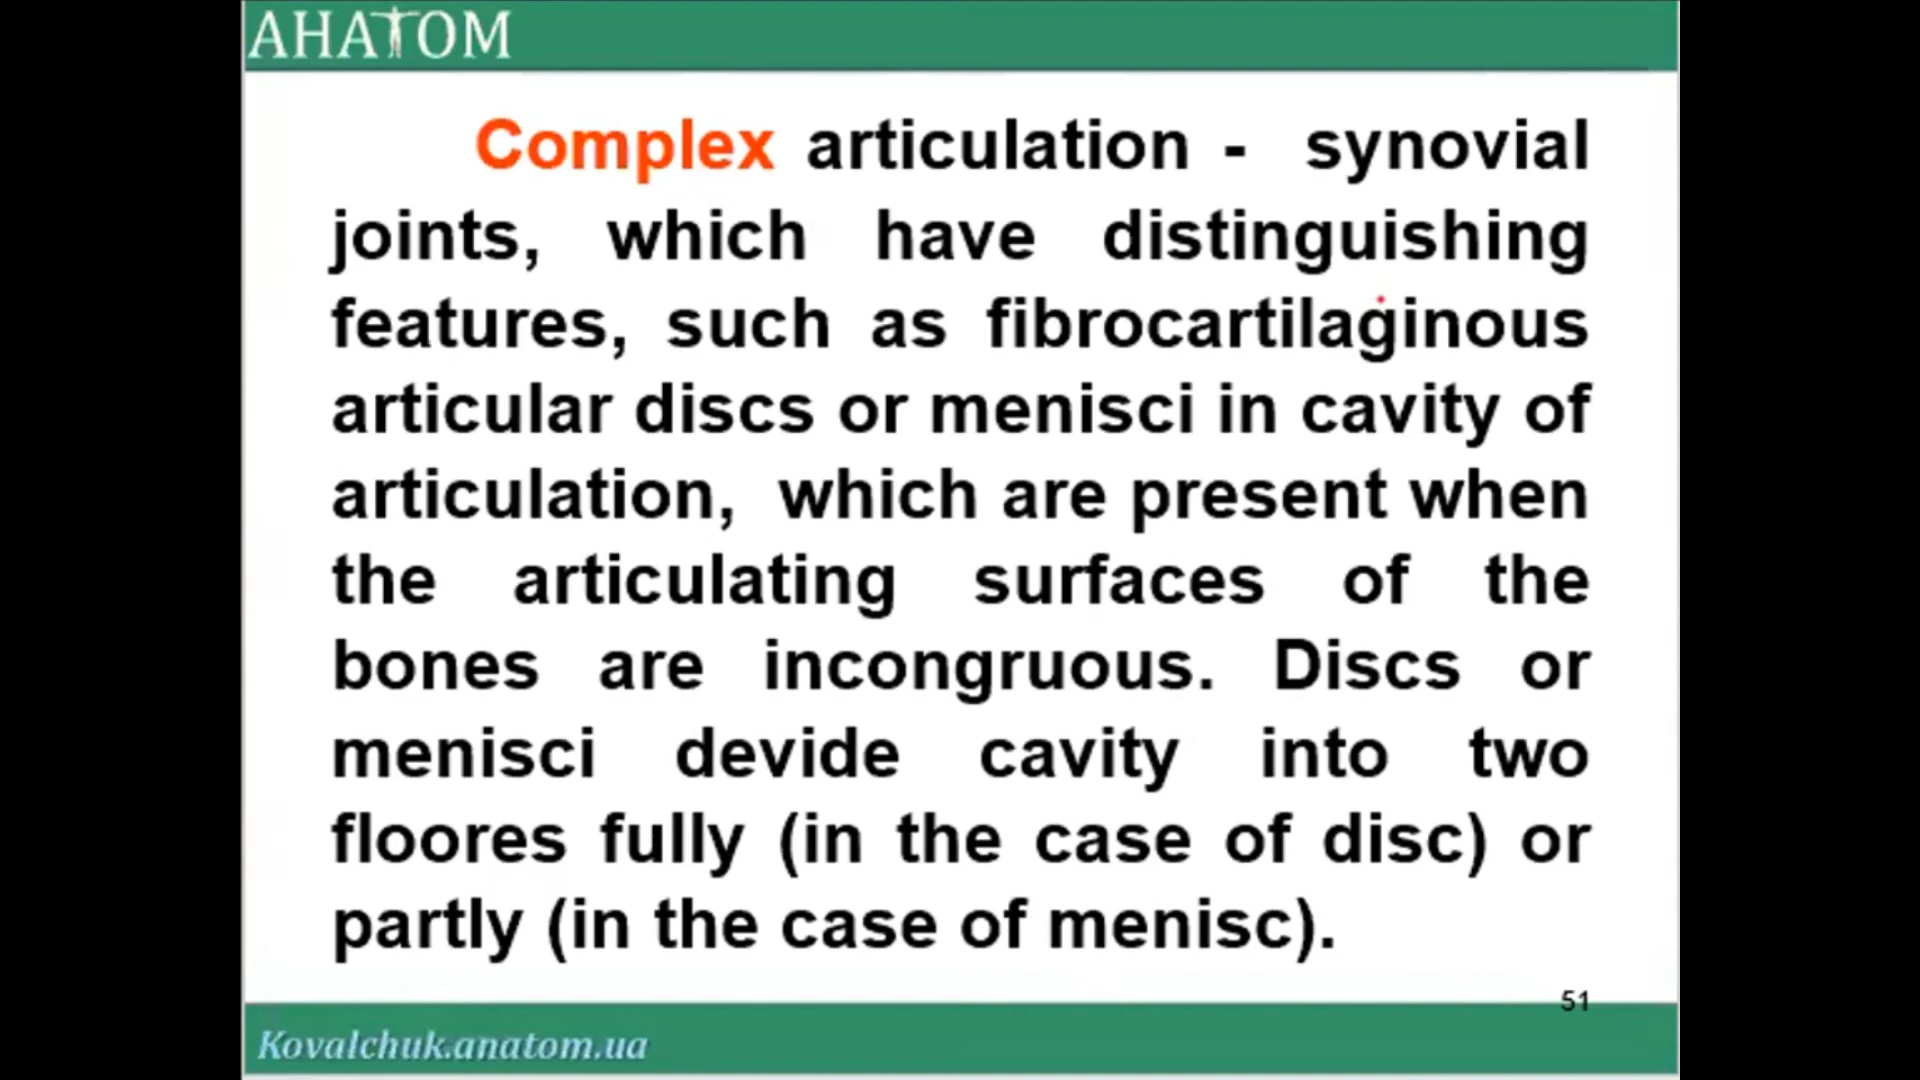 АНАТОМ
Complex articulation - synovial
joints, which have distinguishing
features, such as fibrocartilaginous
articular discs or menisci in cavity of
articulation, which are present when
the articulating surfaces of the
bones are incongruous. Discs or
menisci devide cavity into two
floores fully (in the case of disc) or
partly (in the case of menisc).
51
Kovalchuk.anatom.ua